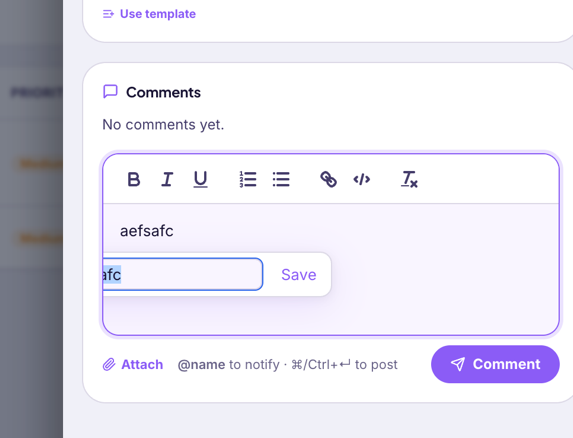 Use template
Comments
No comments yet.
aefsafc
afc
Save
Attach
@name to notify · ⌘/Ctrl+↵ to post
Comment